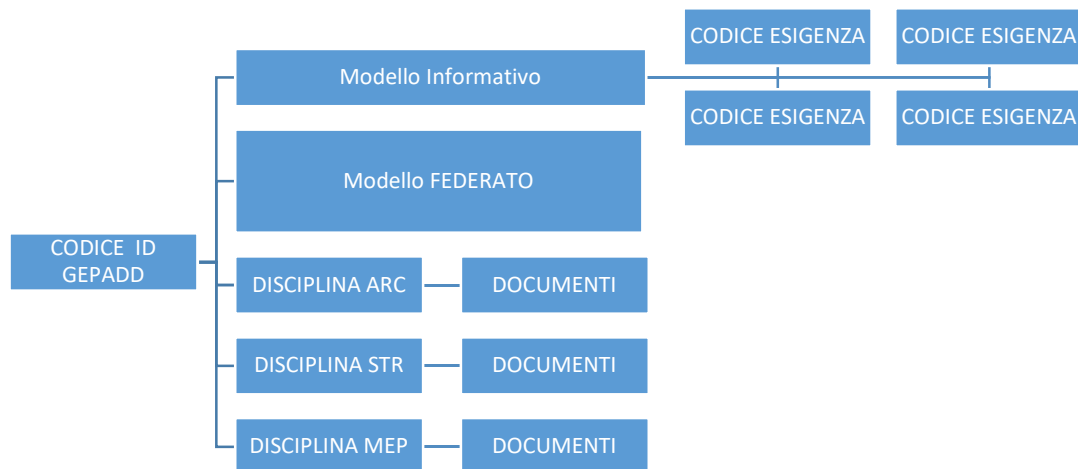 CODICE ESIGENZA
CODICE ESIGENZA
Modello Informativo
CODICE ESIGENZA
CODICE ESIGENZA
Modello FEDERATO
CODICE ID
GEPADD
DISCIPLINA ARC
DOCUMENTI
DISCIPLINA STR
DOCUMENTI
DISCIPLINA MEP
DOCUMENTI